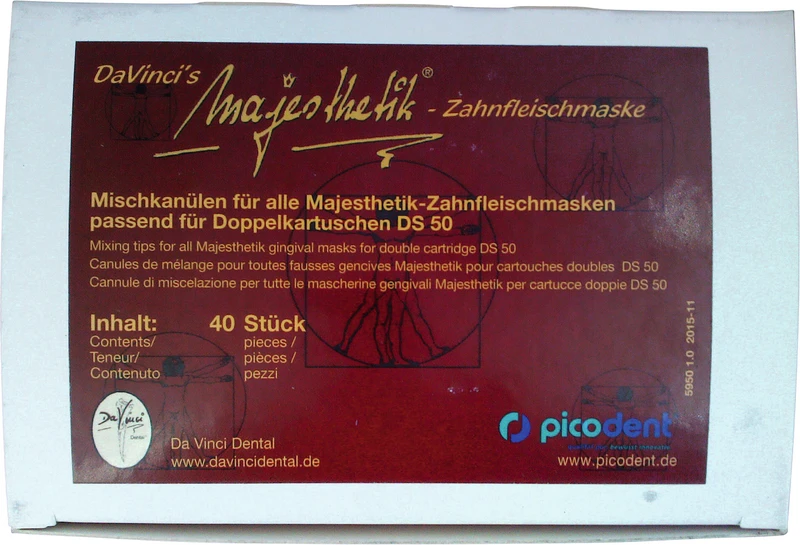 DaVinci's
Majesthetik® - Zahnfleischmaske
Mischkanülen für alle Majesthetik-Zahnfleischmasken
passend für Doppelkartuschen DS 50
Mixing tips for all Majesthetik gingival masks for double cartridge DS 50
Canules de mélange pour toutes fausses gencives Majesthetik pour cartouches doubles DS 50
Cannule di miscelazione per tutte le mascherine gengivali Majesthetik per cartucce doppie DS 50
Inhalt: 40 Stück
Contents/ pieces /
Teneur/ pièces /
Contenuto pezzi
5950 1.0 2015-11
Da Vinci
Dental
Da Vinci Dental
www.davincidental.de
picodent
www.picodent.de